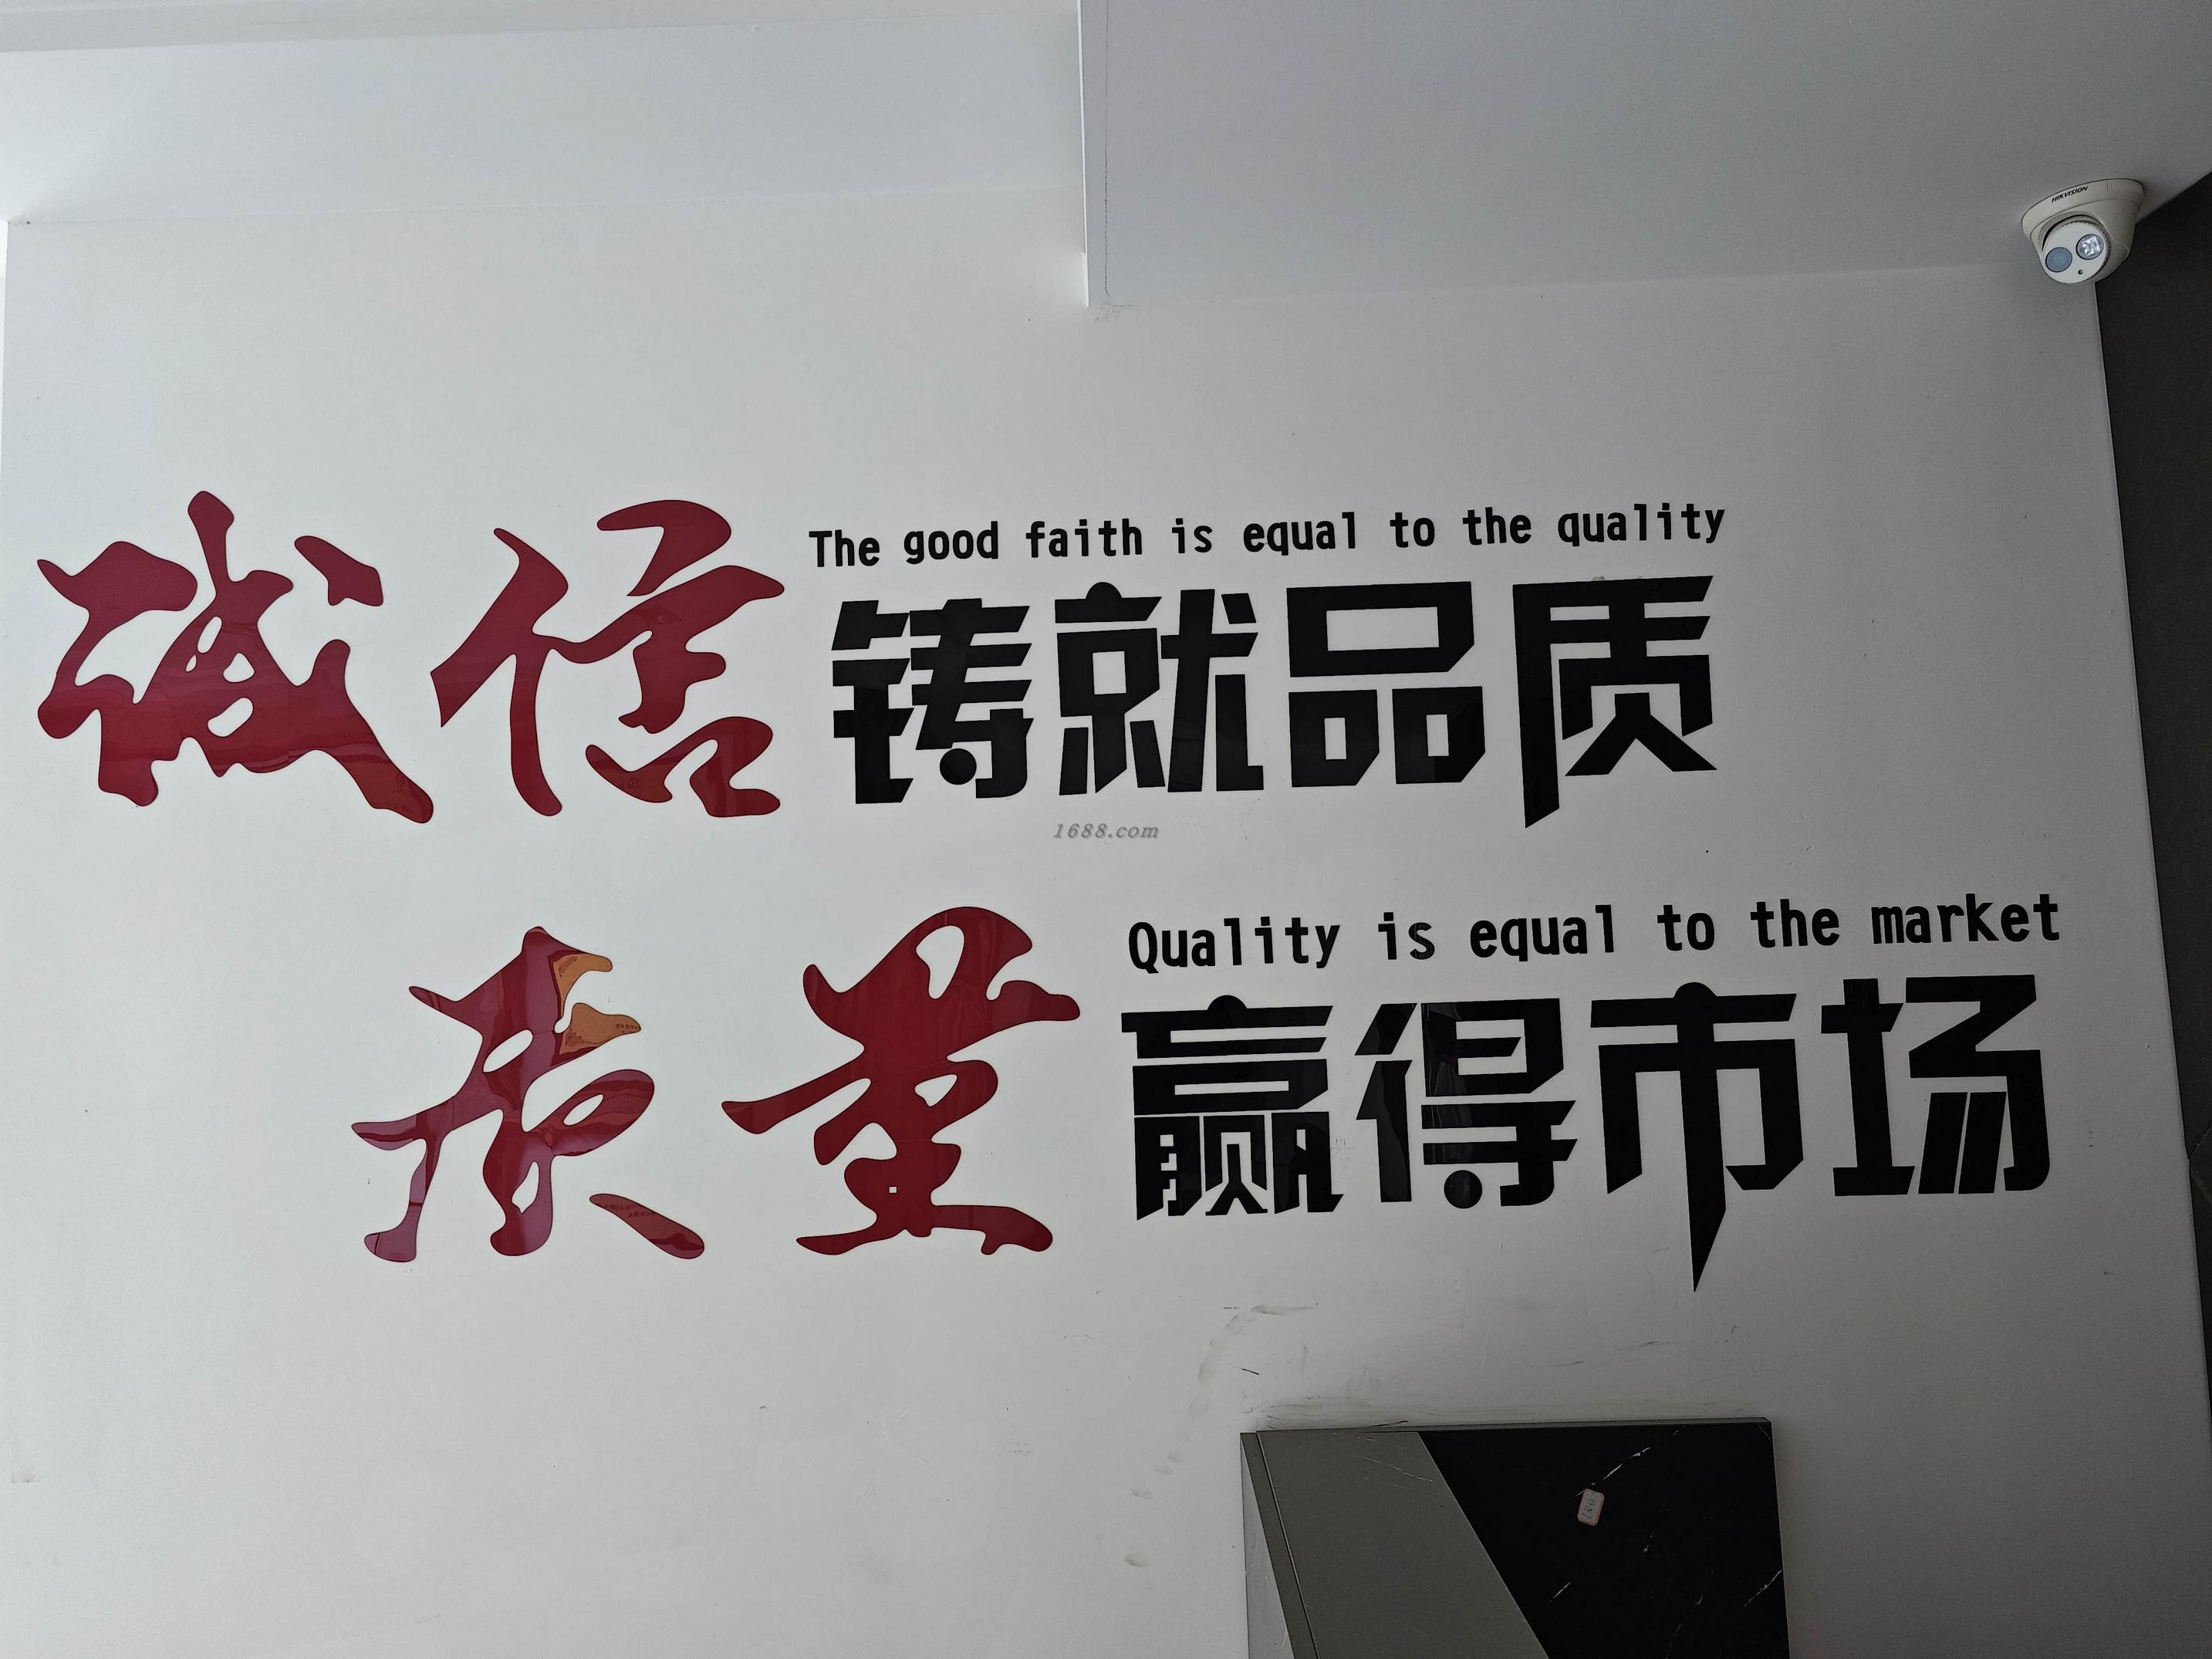 HIKVISION
The good faith is equal to the quality
诚信铸就品质
1688.com
Quality is equal to the market
质量赢得市场